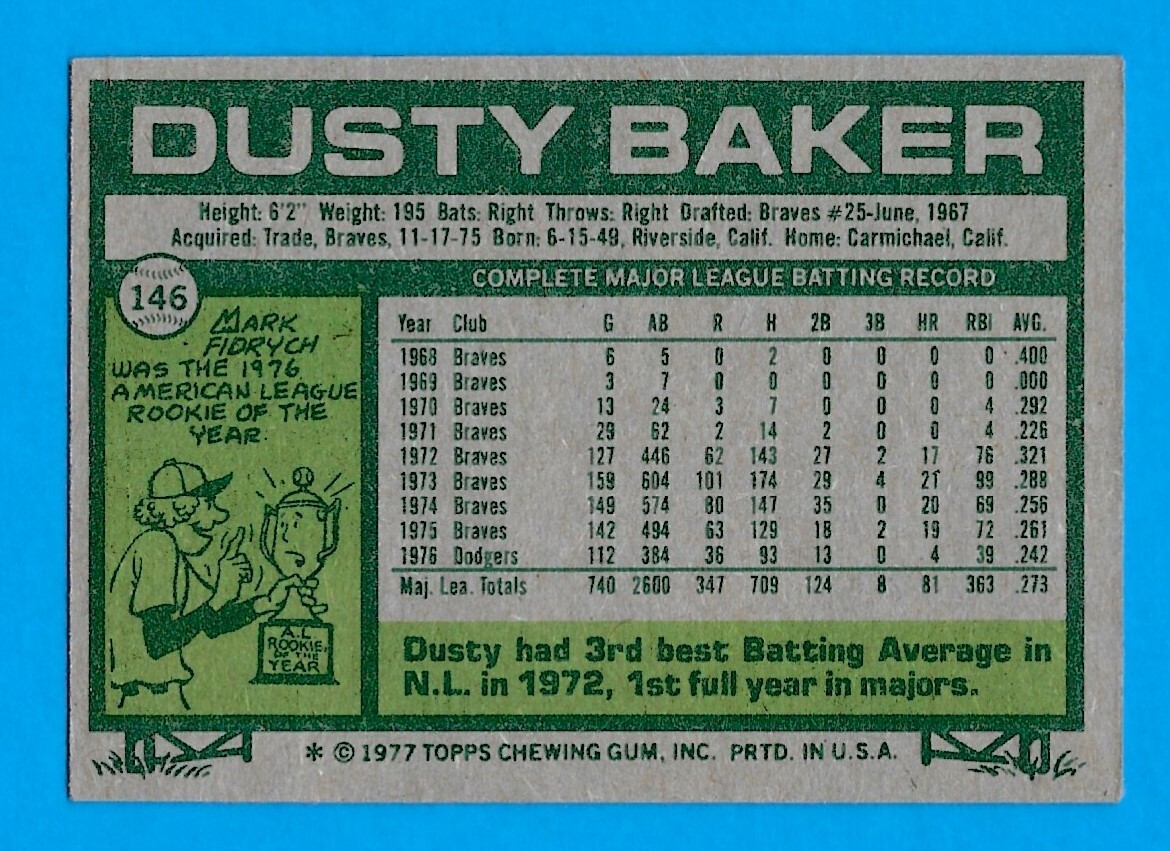 DUSTY BAKER
Height: 6'2" Weight: 195 Bats: Right Throws: Right Drafted: Braves #25-June, 1967
Acquired: Trade, Braves, 11-17-75 Born: 6-15-49, Riverside, Calif. Home: Carmichael, Calif.
COMPLETE MAJOR LEAGUE BATTING RECORD
146
MARK
FIDRYCH
WAS THE 1976
AMERICAN LEAGUE
ROOKIE OF THE
YEAR.
A.L.
ROOKIE
OF THE
YEAR
Year Club G AB R H 2B 3B HR RBI AVG.
1968 Braves 6 5 0 2 0 0 0 0 .400
1969 Braves 3 7 0 0 0 0 0 0 .000
1970 Braves 13 24 3 7 0 0 0 4 .292
1971 Braves 29 62 2 14 2 0 0 4 .226
1972 Braves 127 446 62 143 27 2 17 76 .321
1973 Braves 159 604 101 174 29 4 21 99 .288
1974 Braves 149 574 80 147 35 0 20 69 .256
1975 Braves 142 494 63 129 18 2 19 72 .261
1976 Dodgers 112 384 36 93 13 0 4 39 .242
Maj. Lea. Totals 740 2600 347 709 124 8 81 363 .273
Dusty had 3rd best Batting Average in
N.L. in 1972, 1st full year in majors.
* © 1977 TOPPS CHEWING GUM, INC. PRTD. IN U.S.A.